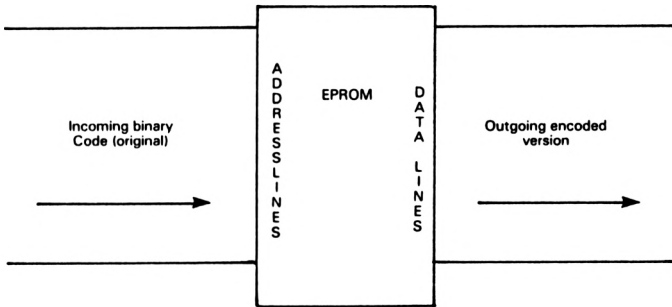 Incoming binary
Code (original)
ADDRESSLINES
EPROM
DATA LINES
Outgoing encoded
version